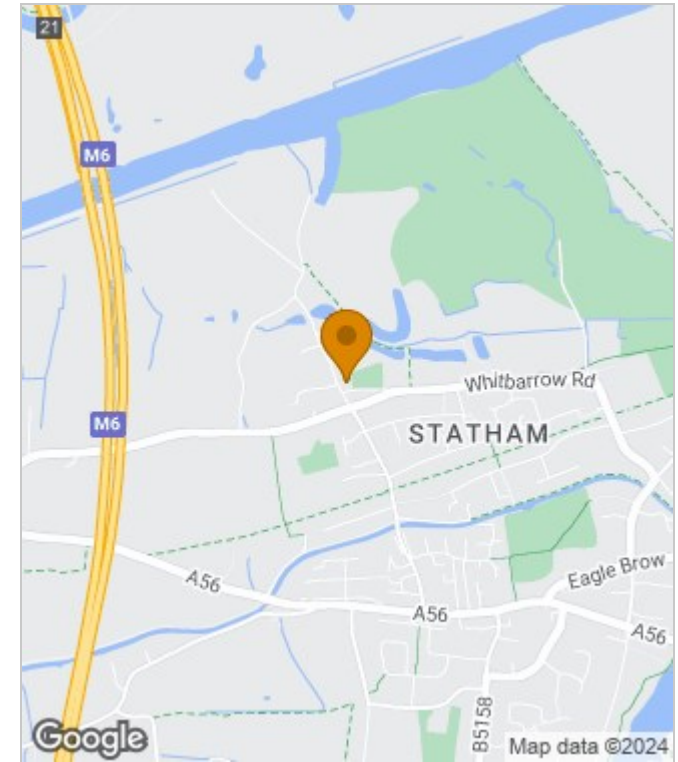 21
M6
M6
Whitbarrow Rd
STATHAM
Eagle Brow
A56
A56
A56
B5158
Google
Map data ©2024